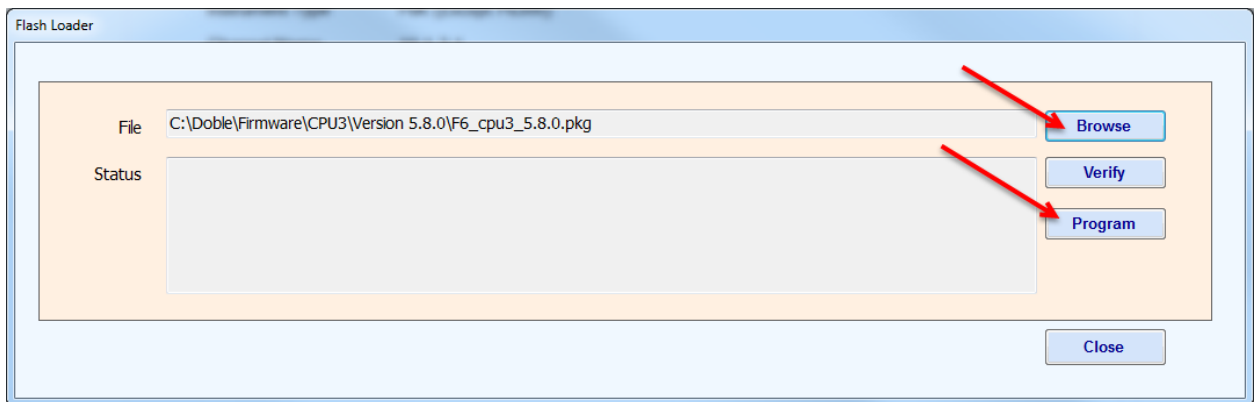 Flash Loader
File
C:\Doble\Firmware\CPU3\Version 5.8.0\F6_cpu3_5.8.0.pkg
Browse
Status
Verify
Program
Close